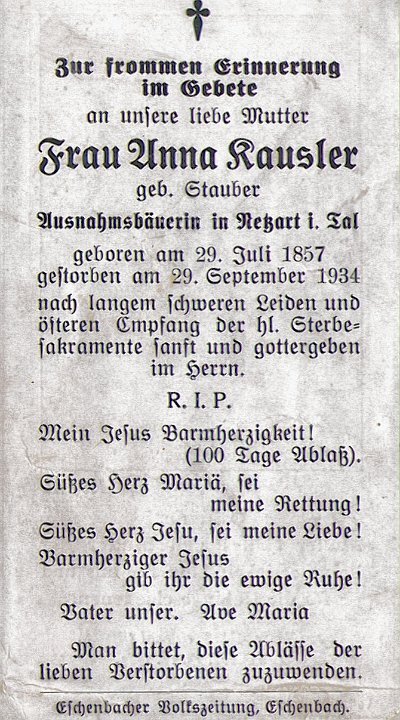 Zur frommen Erinnerung
im Gebete
an unsere liebe Mutter
Frau Anna Kausler
geb. Stauber
Ausnahmsbäuerin in Netzart i. Tal
geboren am 29. Juli 1857
gestorben am 29. September 1934
nach langem schweren Leiden und
öfteren Empfang der hl. Sterbe-
sakramente sanft und gottergeben
im Herrn.
R. I. P.
Mein Jesus Barmherzigkeit!
(100 Tage Ablaß).
Süßes Herz Mariä, sei
meine Rettung!
Süßes Herz Jesu, sei meine Liebe!
Barmherziger Jesus
gib ihr die ewige Ruhe!
Vater unser. Ave Maria
Man bittet, diese Ablässe der
lieben Verstorbenen zuzuwenden.
Eschenbacher Volkszeitung, Eschenbach.